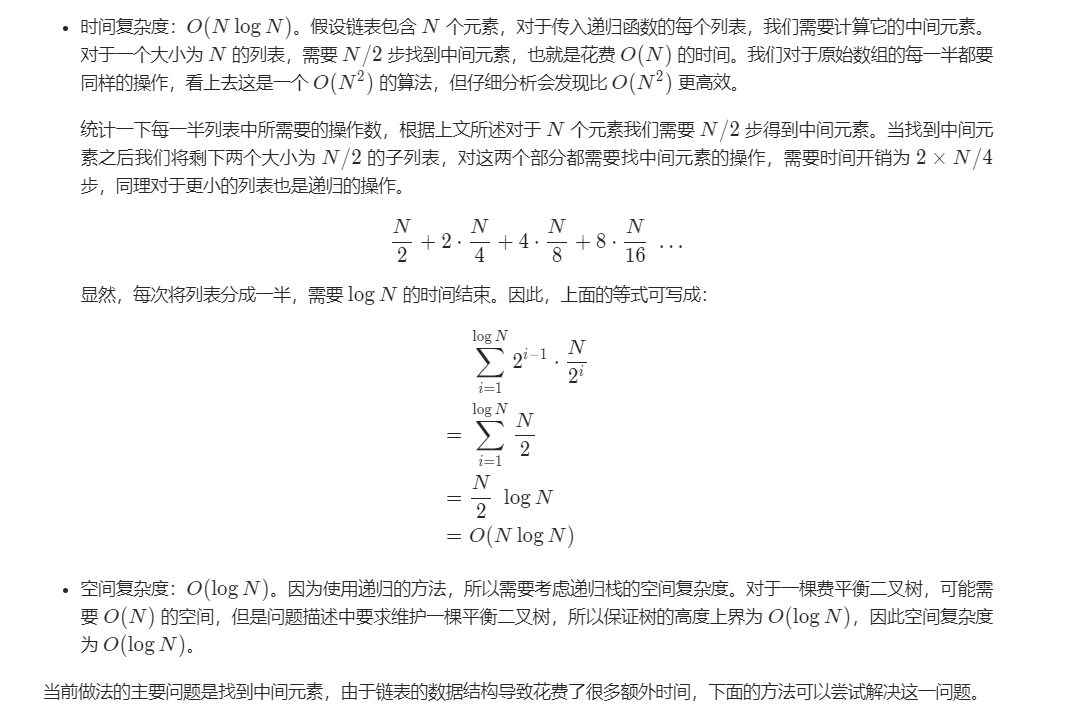 • 时间复杂度：O(N log N)。假设链表包含 N 个元素，对于传入递归函数的每个列表，我们需要计算它的中间元素。
对于一个大小为 N 的列表，需要 N/2 步找到中间元素，也就是花费 O(N) 的时间。我们对于原始数组的每一半都要
同样的操作，看上去这是一个 O(N²) 的算法，但仔细分析会发现比 O(N²) 更高效。
统计一下每一半列表中所需要的操作数，根据上文所述对于 N 个元素我们需要 N/2 步得到中间元素。当找到中间元
素之后我们将剩下两个大小为 N/2 的子列表，对这两个部分都需要找中间元素的操作，需要时间开销为 2 × N/4
步，同理对于更小的列表也是递归的操作。
N/2 + 2 · N/4 + 4 · N/8 + 8 · N/16 …
显然，每次将列表分成一半，需要 log N 的时间结束。因此，上面的等式可写成：
∑_{i=1}^{log N} 2^{i−1} · N/2^i
= ∑_{i=1}^{log N} N/2
= N/2 log N
= O(N log N)
• 空间复杂度：O(log N)。因为使用递归的方法，所以需要考虑递归栈的空间复杂度。对于一棵费平衡二叉树，可能需
要 O(N) 的空间，但是问题描述中要求维护一棵平衡二叉树，所以保证树的高度上界为 O(log N)，因此空间复杂度
为 O(log N)。
当前做法的主要问题是找到中间元素，由于链表的数据结构导致花费了很多额外时间，下面的方法可以尝试解决这一问题。